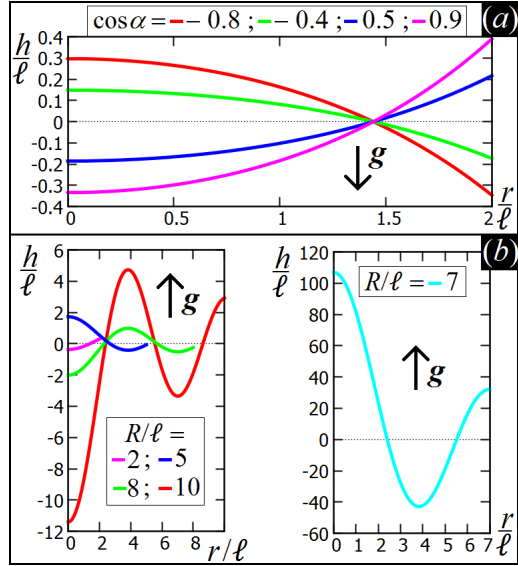 cosα = − 0.8 ; − 0.4 ; − 0.5 ; − 0.9
(a)
h/ℓ
0.4
0.3
0.2
0.1
0
-0.1
-0.2
-0.3
-0.4
g
r/ℓ
0 0.5 1 1.5 2
(b)
h/ℓ
6
4
2
0
-2
-4
-6
-8
-10
-12
g
R/ℓ =
2 ; 5
8 ; 10
0 2 4 6 8
r/ℓ
h/ℓ
120
100
80
60
40
20
0
-20
-40
-60
R/ℓ = 7
g
r/ℓ
0 1 2 3 4 5 6 7